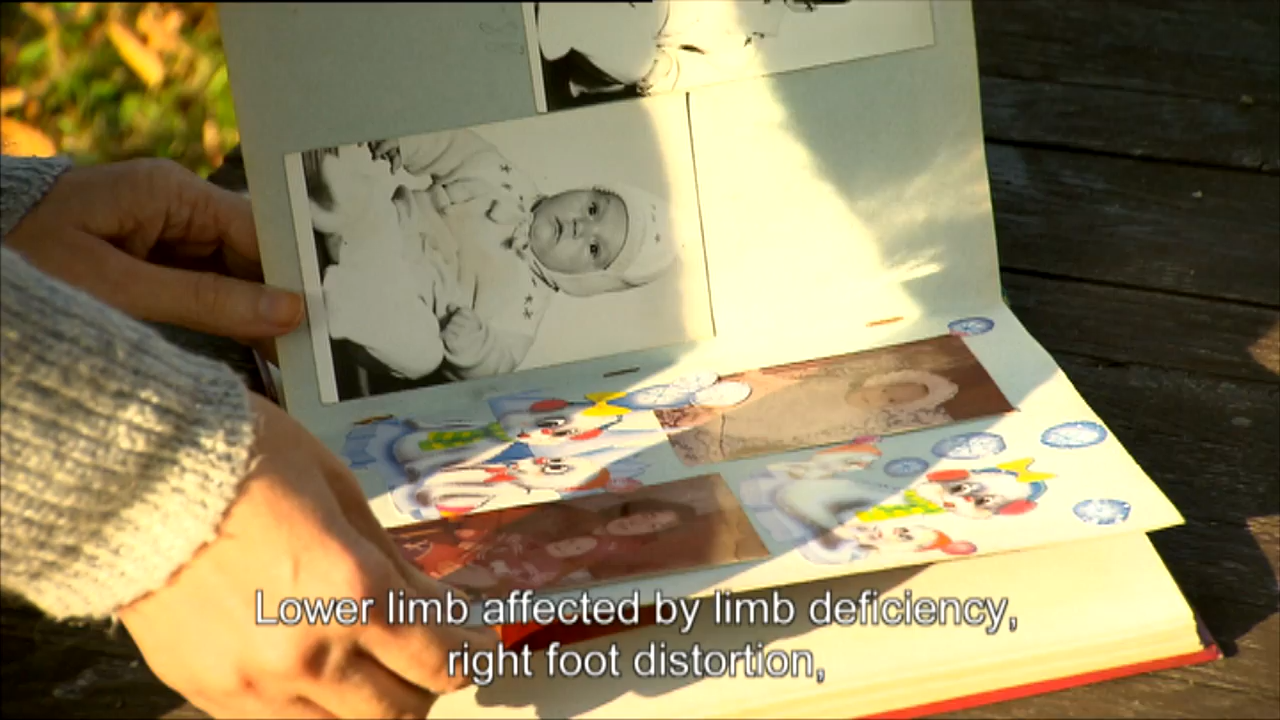 Lower limb affected by limb deficiency,
right foot distortion,